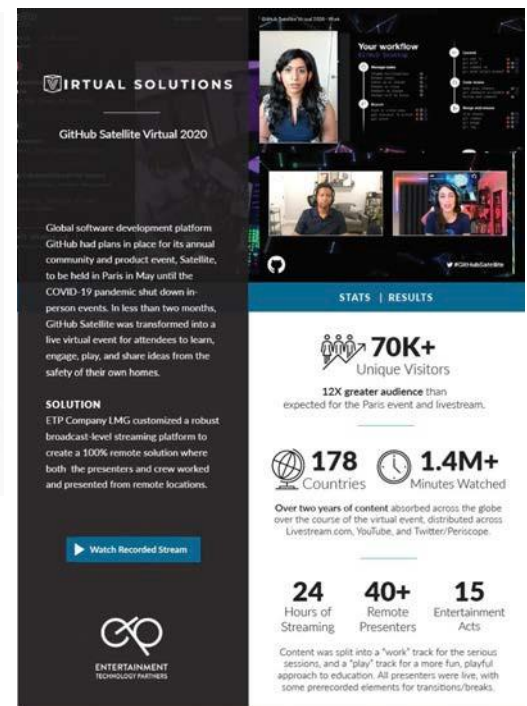 VIRTUAL SOLUTIONS
GitHub Satellite Virtual 2020
Global software development platform
GitHub had plans in place for its annual
community and product event, Satellite,
to be held in Paris in May until the
COVID-19 pandemic shut down in-
person events. In less than two months,
GitHub Satellite was transformed into a
live virtual event for attendees to learn,
engage, play, and share ideas from the
safety of their own homes.
SOLUTION
ETP Company LMG customized a robust
broadcast-level streaming platform to
create a 100% remote solution where
both the presenters and crew worked
and presented from remote locations.
Watch Recorded Stream
ENTERTAINMENT
TECHNOLOGY PARTNERS
GitHub Satellite Virtual 2020 - Work
Your workflow
#GitHubSatellite
STATS | RESULTS
70K+
Unique Visitors
12X greater audience than
expected for the Paris event and livestream.
178
Countries
1.4M+
Minutes Watched
Over two years of content absorbed across the globe
over the course of the virtual event, distributed across
Livestream.com, YouTube, and Twitter/Periscope.
24
Hours of
Streaming
40+
Remote
Presenters
15
Entertainment
Acts
Content was split into a "work" track for the serious
sessions, and a "play" track for a more fun, playful
approach to education. All presenters were live, with
some prerecorded elements for transitions/breaks.